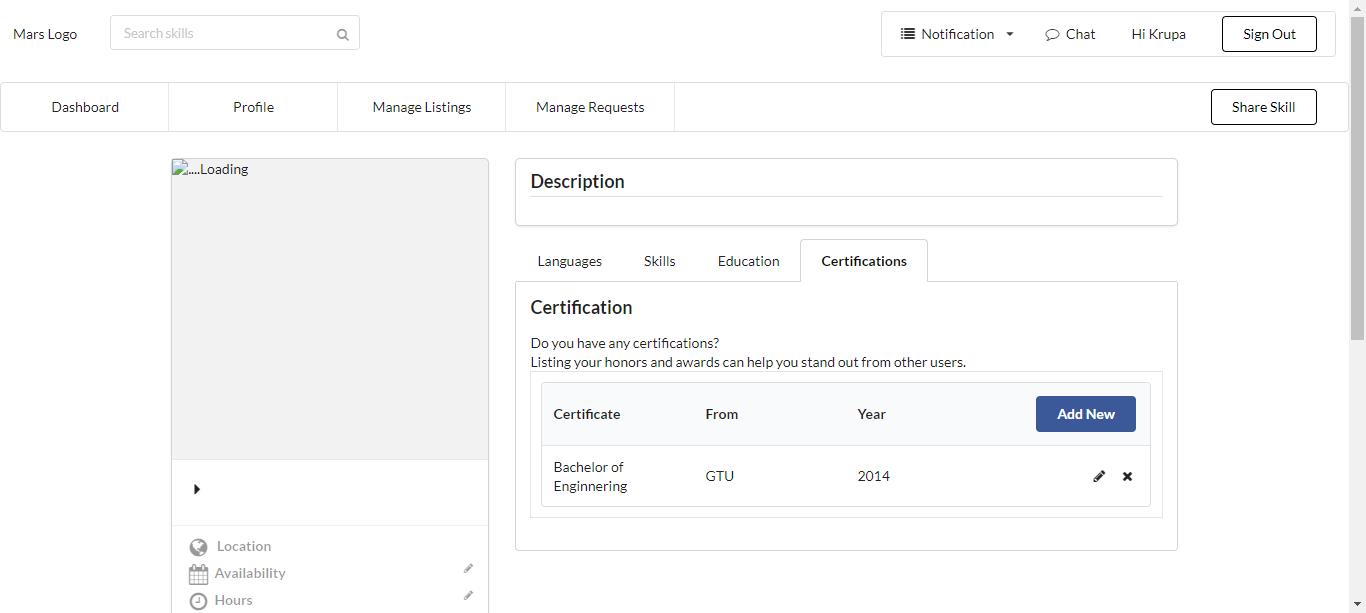 Mars Logo
Search skills
Notification
Chat
Hi Krupa
Sign Out
Dashboard
Profile
Manage Listings
Manage Requests
Share Skill
....Loading
Location
Availability
Hours
Description
Languages
Skills
Education
Certifications
Certification
Do you have any certifications?
Listing your honors and awards can help you stand out from other users.
Certificate From Year Add New
Bachelor of
Enginnering
GTU
2014